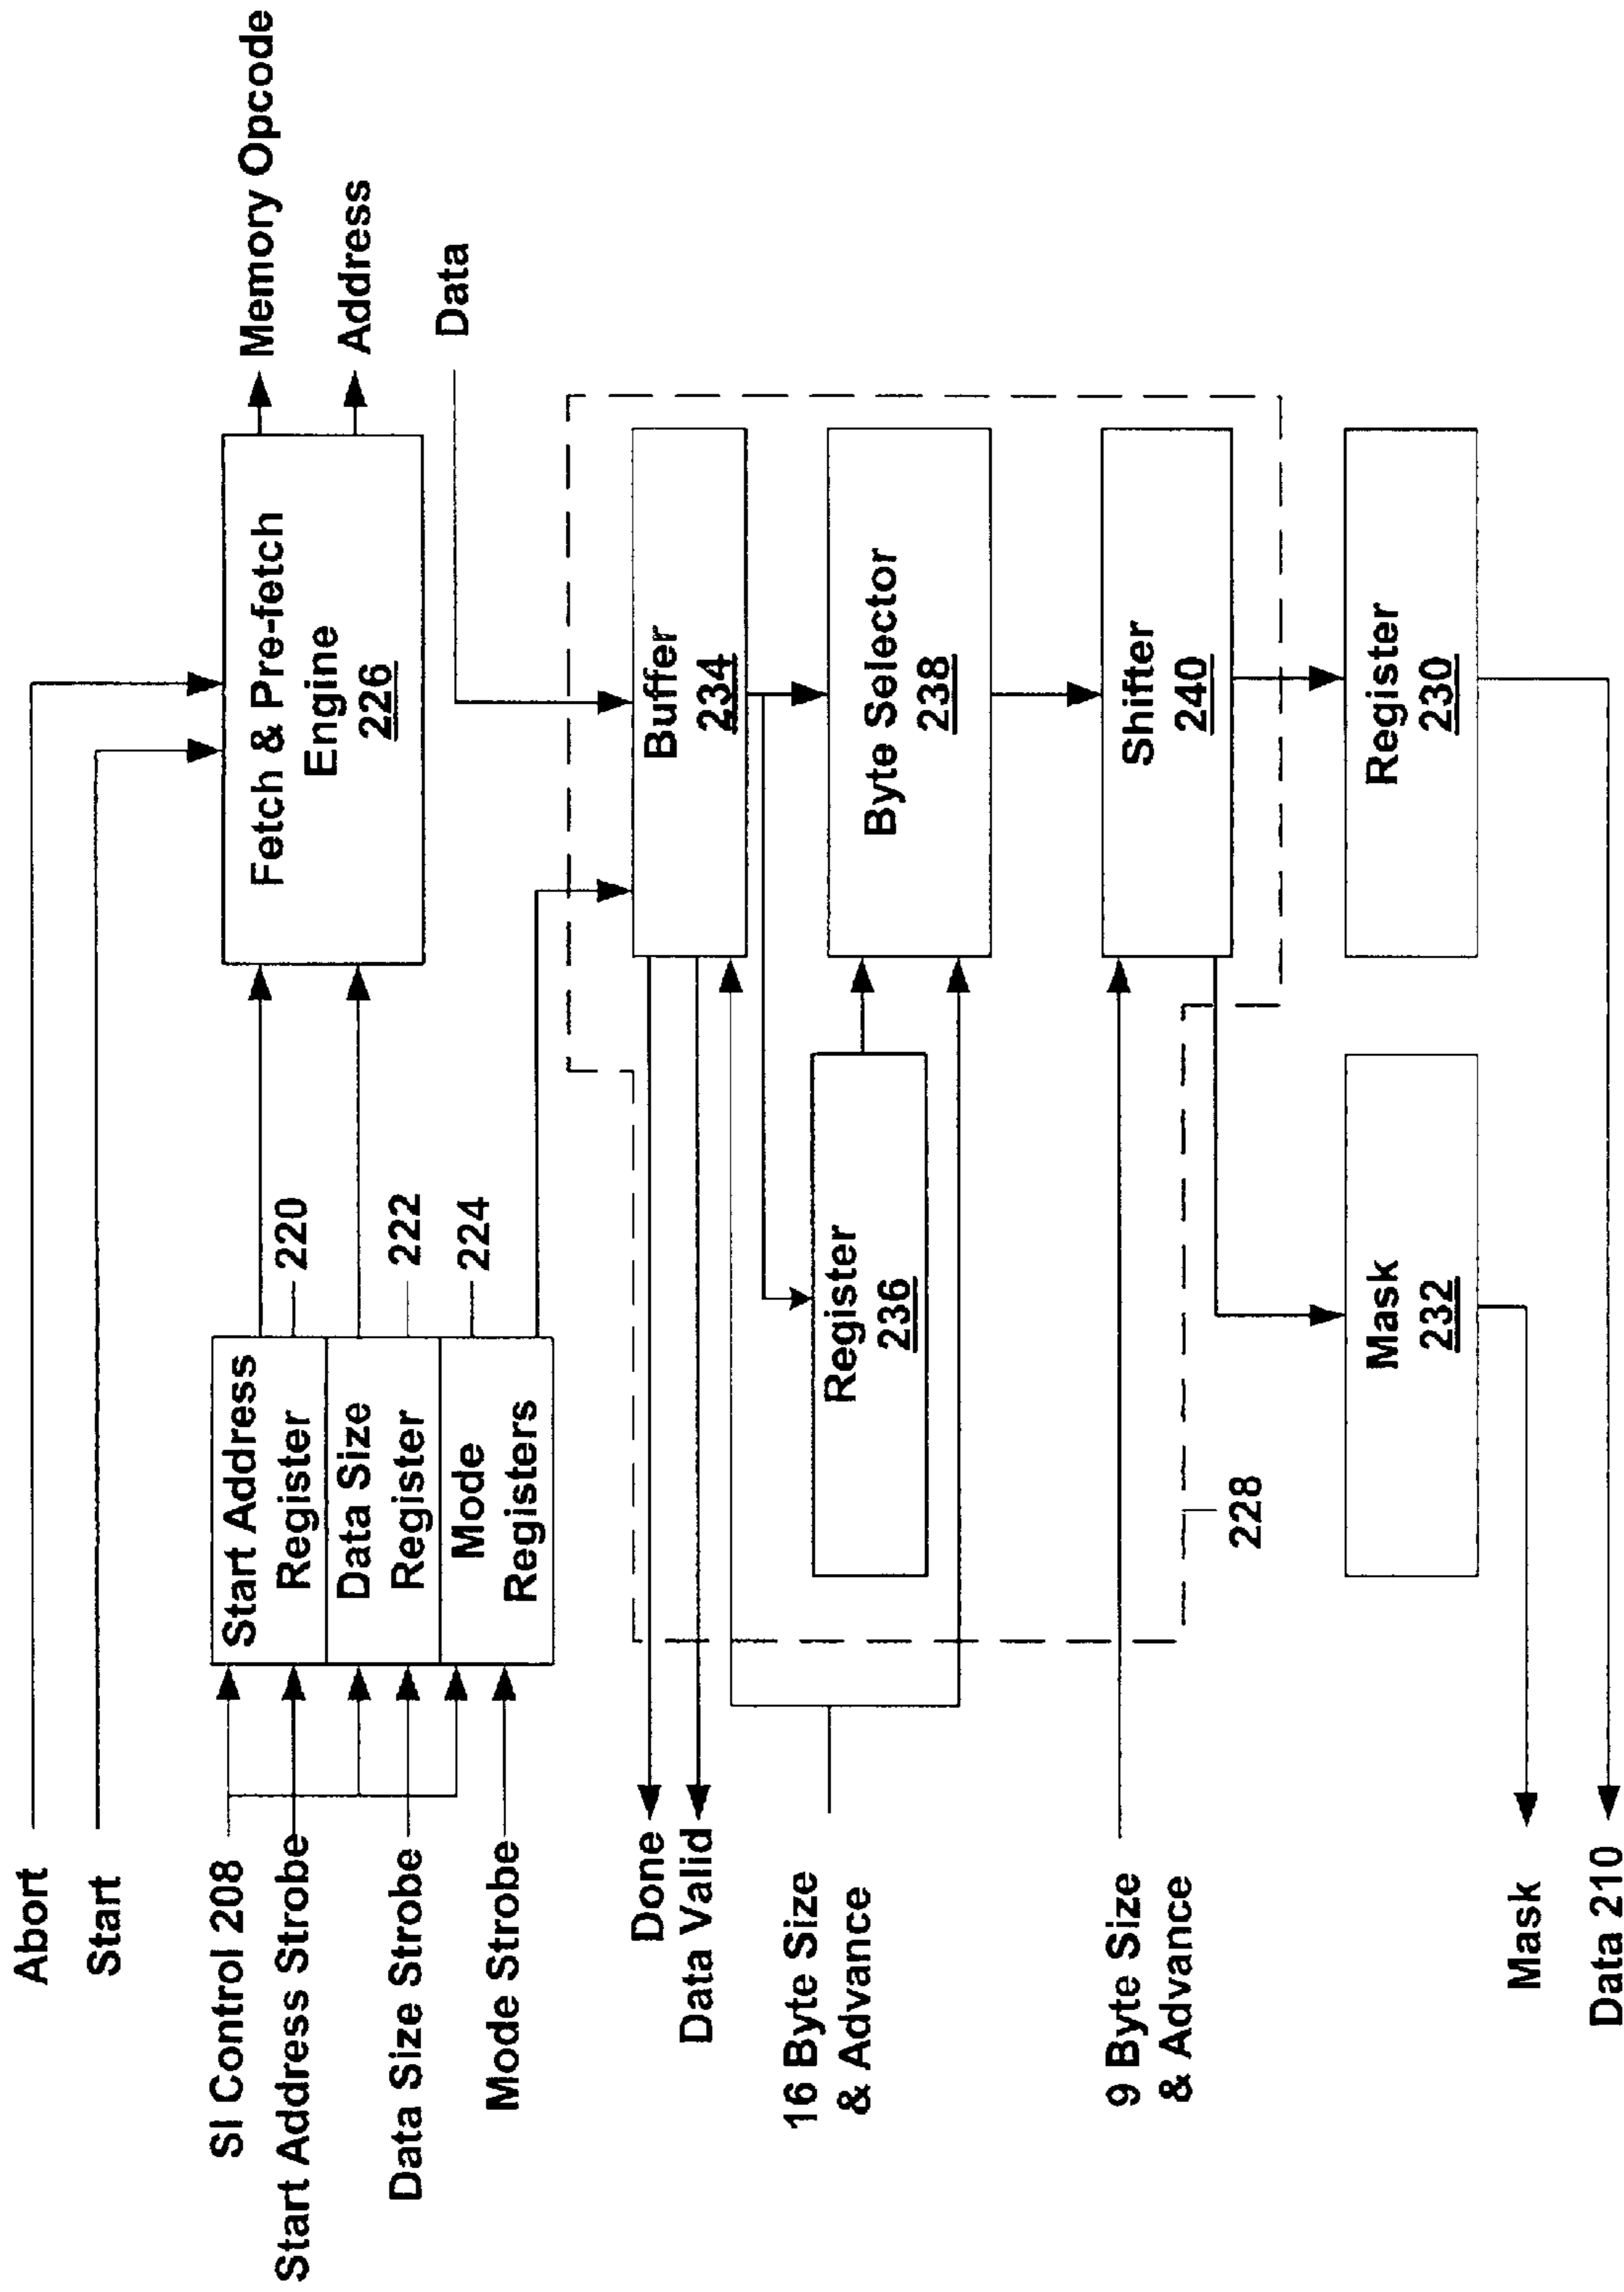 Abort
Start
SI Control 208
Start Address Strobe
Data Size Strobe
Mode Strobe
Start Address
Register
220
Data Size
Register
222
Mode
Registers
224
Fetch & Pre-fetch
Engine
226
Memory Opcode
Address
Data
Done
Data Valid
16 Byte Size
& Advance
9 Byte Size
& Advance
Buffer
234
Register
236
Byte Selector
238
Shifter
240
228
Mask
232
Register
230
Mask
Data 210